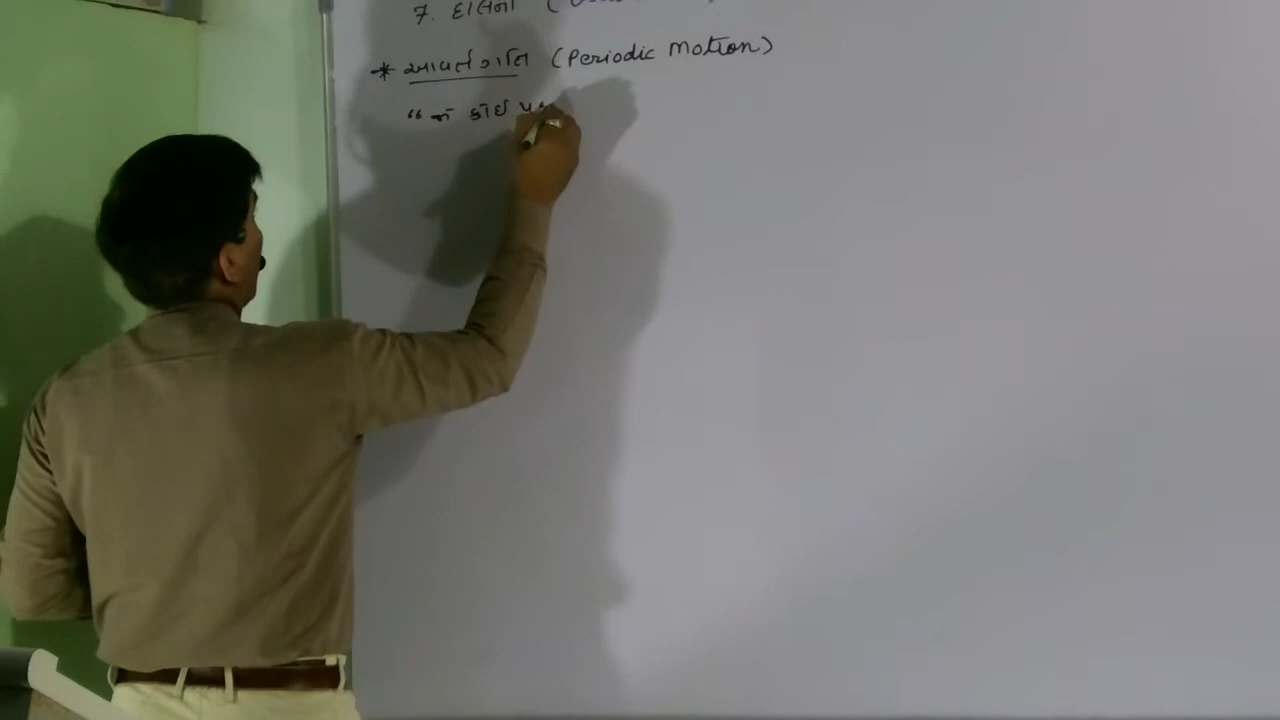 7. દોલનો (
* આવર્તગતિ (Periodic Motion)
" જો કોઈ